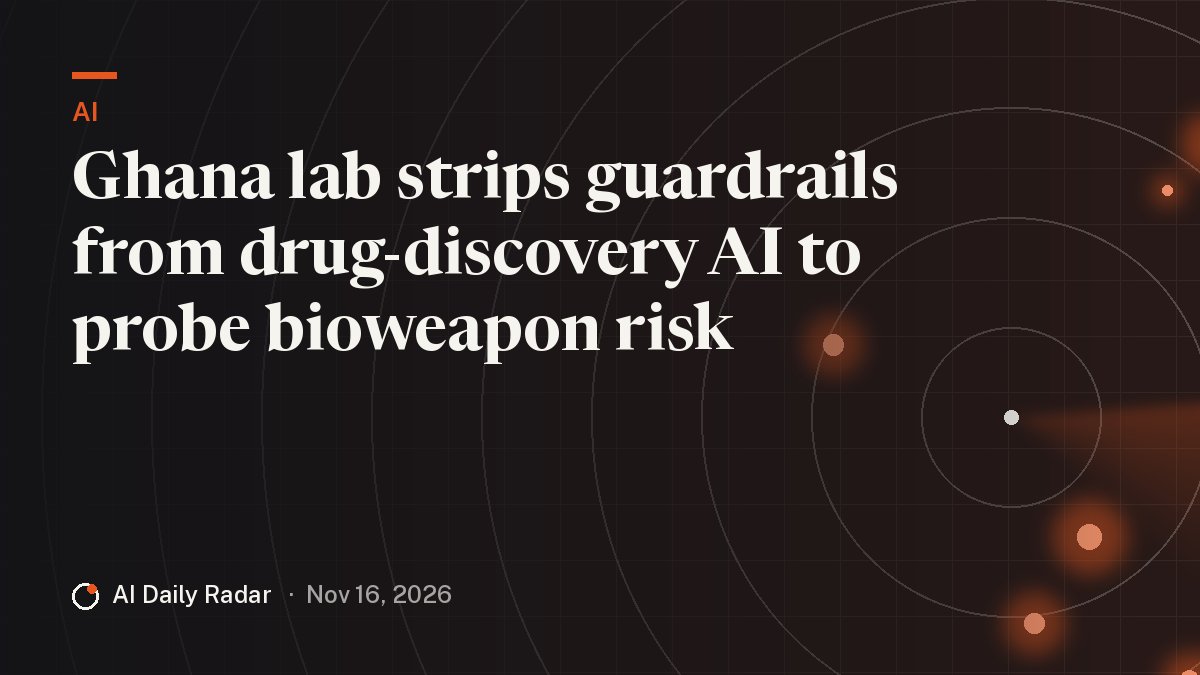 AI
Ghana lab strips guardrails
from drug-discovery AI to
probe bioweapon risk
AI Daily Radar · Nov 16, 2026